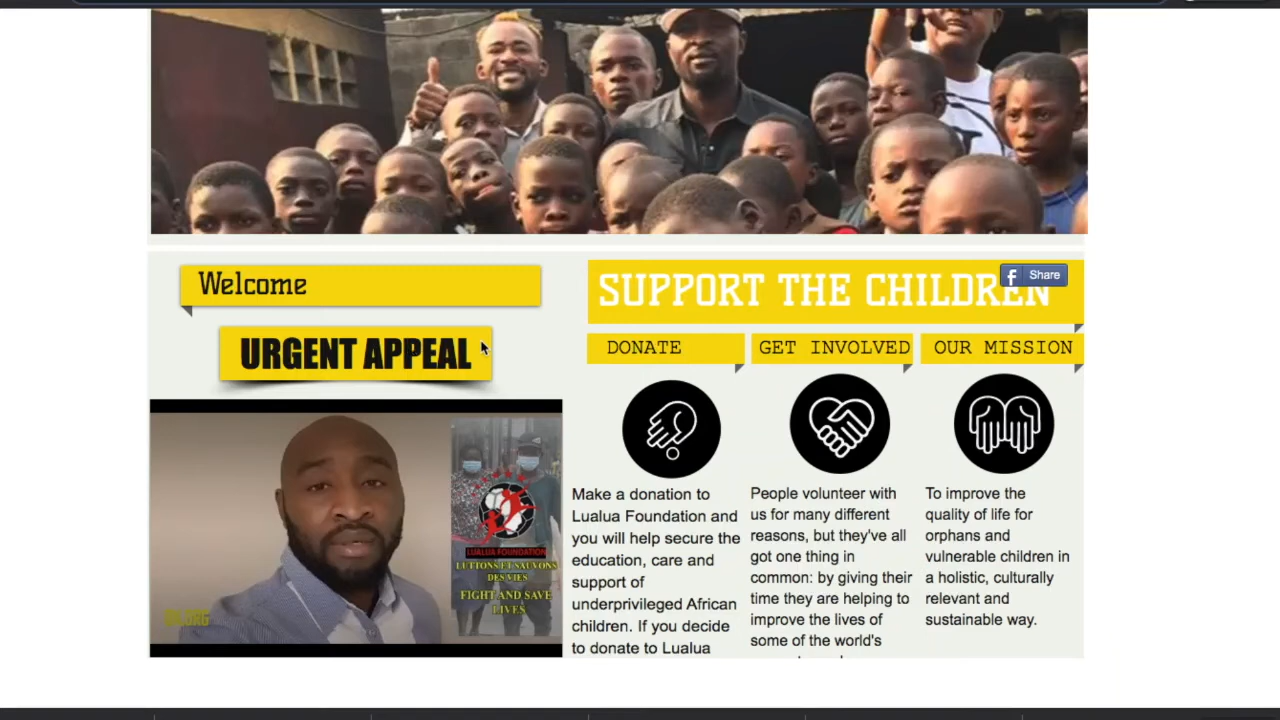 Welcome
URGENT APPEAL
LUALUA FOUNDATION
LUTTONS ET SAUVONS
DES VIES
FIGHT AND SAVE
LIVES
SUPPORT THE CHILDREN
f Share
DONATE
Make a donation to
Lualua Foundation and
you will help secure the
education, care and
support of
underprivileged African
children. If you decide
to donate to Lualua
GET INVOLVED
People volunteer with
us for many different
reasons, but they've all
got one thing in
common: by giving their
time they are helping to
improve the lives of
some of the world's
OUR MISSION
To improve the
quality of life for
orphans and
vulnerable children in
a holistic, culturally
relevant and
sustainable way.